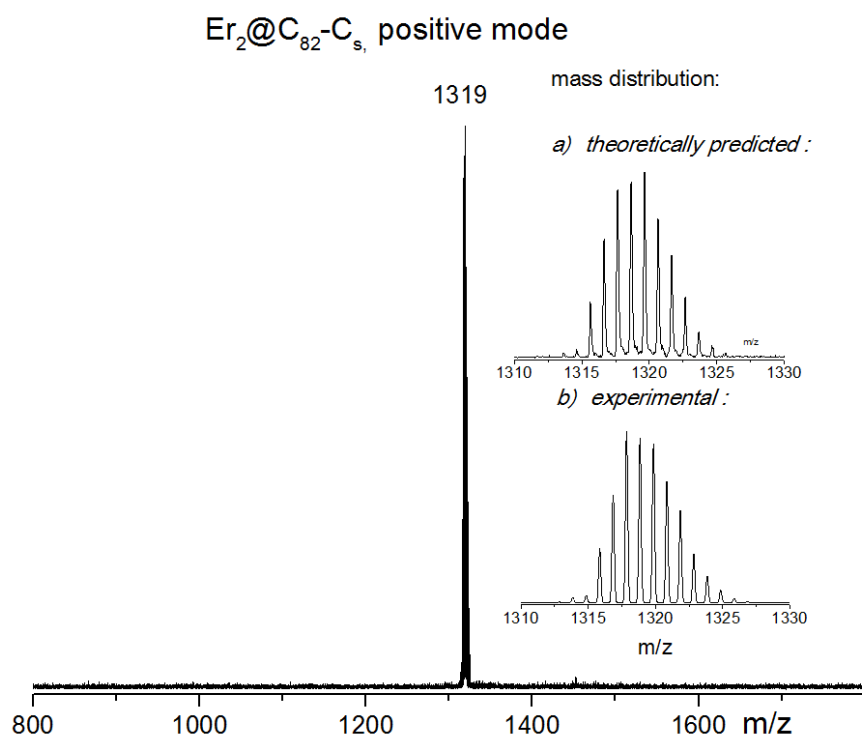 Er₂@C₈₂-Cₛ, positive mode
1319
mass distribution:
a) theoretically predicted :
m/z
1310 1315 1320 1325 1330
b) experimental :
1310 1315 1320 1325 1330
m/z
800 1000 1200 1400 1600 m/z